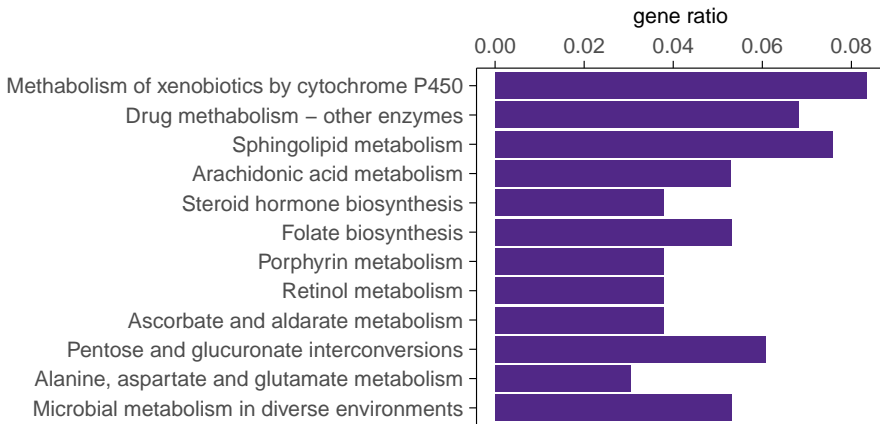 gene ratio
0.00 0.02 0.04 0.06 0.08
Methabolism of xenobiotics by cytochrome P450
Drug methabolism − other enzymes
Sphingolipid metabolism
Arachidonic acid metabolism
Steroid hormone biosynthesis
Folate biosynthesis
Porphyrin metabolism
Retinol metabolism
Ascorbate and aldarate metabolism
Pentose and glucuronate interconversions
Alanine, aspartate and glutamate metabolism
Microbial metabolism in diverse environments